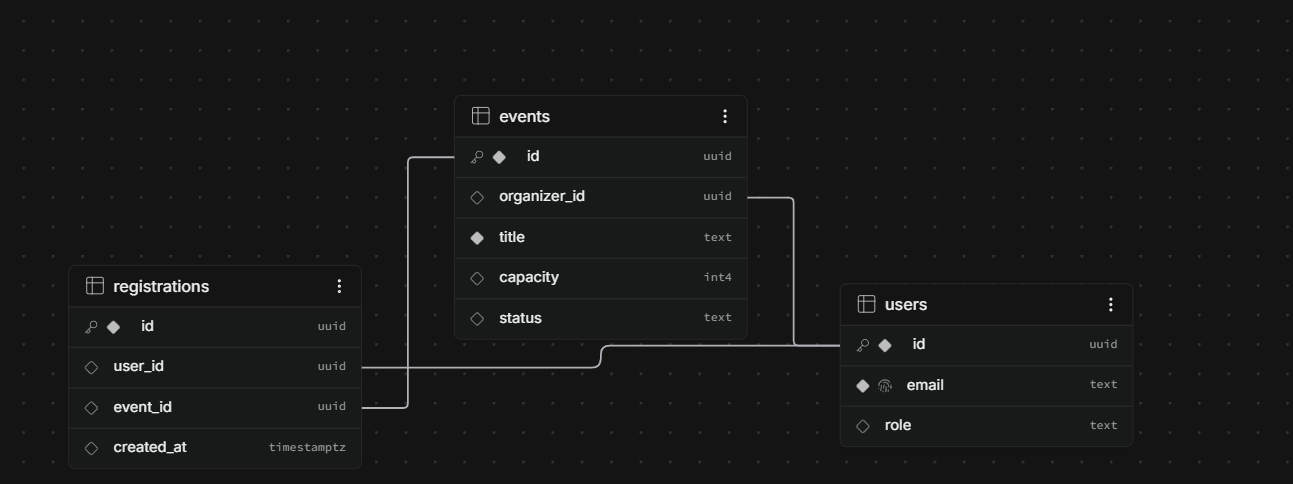 events
id uuid
organizer_id uuid
title text
capacity int4
status text
registrations
id uuid
user_id uuid
event_id uuid
created_at timestamptz
users
id uuid
email text
role text